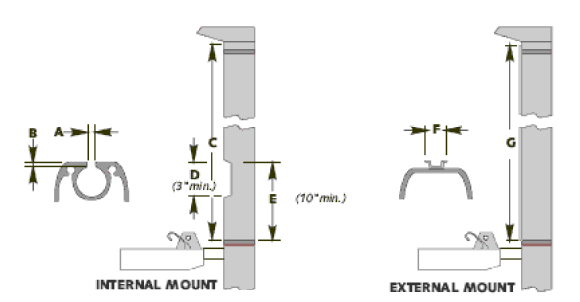 B
A
C
D
(3"min.)
E
(10"min.)
F
G
INTERNAL MOUNT
EXTERNAL MOUNT